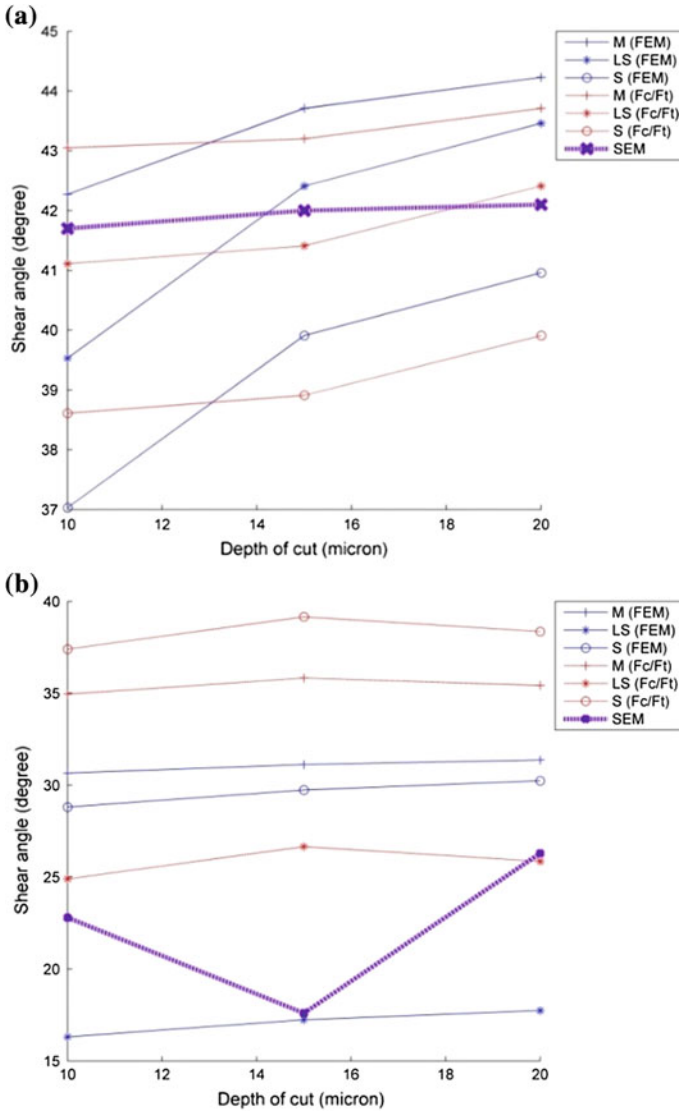 (a)
45
44
43
42
41
40
39
38
37
10
12
14
16
18
20
Shear angle (degree)
Depth of cut (micron)
M (FEM)
LS (FEM)
S (FEM)
M (Fc/Ft)
LS (Fc/Ft)
S (Fc/Ft)
SEM
(b)
40
35
30
25
20
15
10
12
14
16
18
20
Shear angle (degree)
Depth of cut (micron)
M (FEM)
LS (FEM)
S (FEM)
M (Fc/Ft)
LS (Fc/Ft)
S (Fc/Ft)
SEM